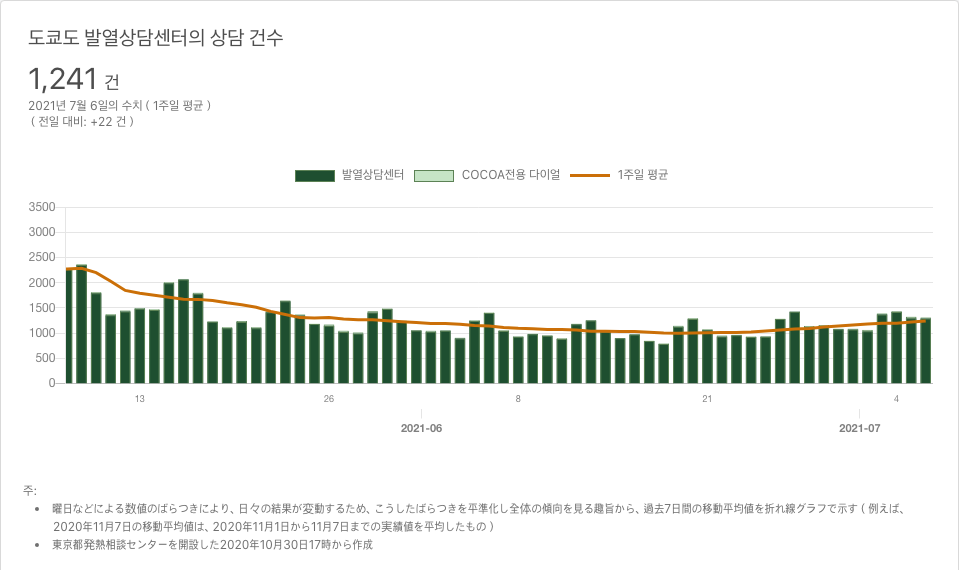 도쿄도 발열상담센터의 상담 건수
1,241 건
2021년 7월 6일의 수치 ( 1주일 평균 )
( 전일 대비: +22 건 )
발열상담센터 COCOA전용 다이얼 1주일 평균
3500
3000
2500
2000
1500
1000
500
0
13 26 8 21 4
2021-06 2021-07
주:
• 曜日などによる数値のばらつきにより、日々の結果が変動するため、こうしたばらつきを平準化し全体の傾向を見る趣旨から、過去7日間の移動平均値を折れ線グラフで示す ( 例えば、
2020年11月7日の移動平均値は、2020年11月1日から11月7日までの実績値を平均したもの )
• 東京都発熱相談センターを開設した2020年10月30日17時から作成